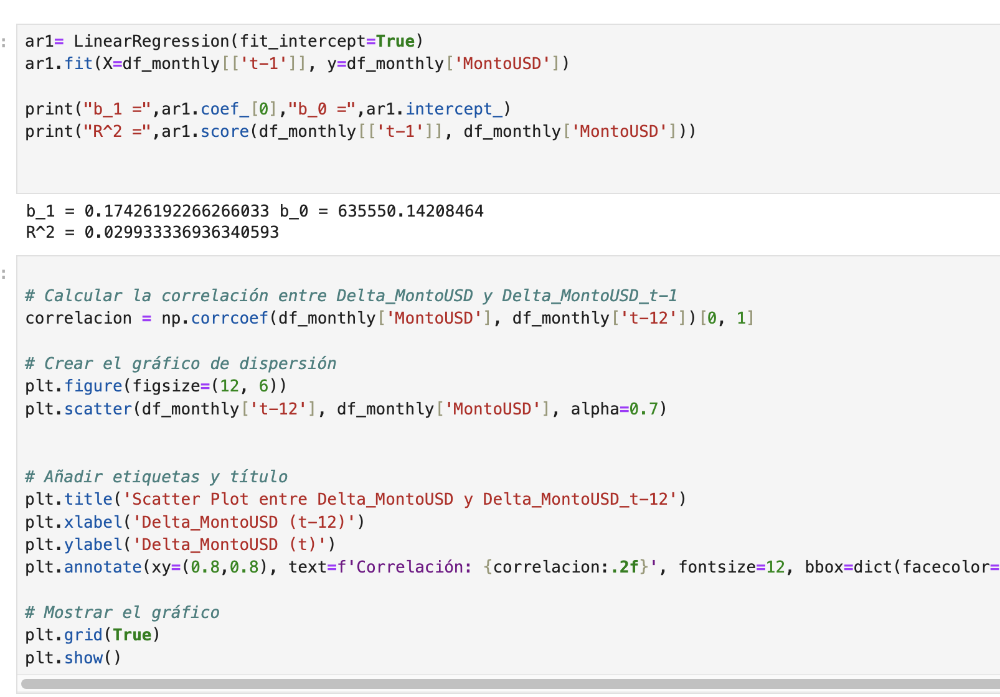 ar1= LinearRegression(fit_intercept=True)
ar1.fit(X=df_monthly[['t-1']], y=df_monthly['MontoUSD'])
print("b_1 =",ar1.coef_[0],"b_0 =",ar1.intercept_)
print("R^2 =",ar1.score(df_monthly[['t-1']], df_monthly['MontoUSD']))
b_1 = 0.17426192266266033 b_0 = 635550.14208464
R^2 = 0.029933336936340593
# Calcular la correlación entre Delta_MontoUSD y Delta_MontoUSD_t-1
correlacion = np.corrcoef(df_monthly['MontoUSD'], df_monthly['t-12'])[0, 1]
# Crear el gráfico de dispersión
plt.figure(figsize=(12, 6))
plt.scatter(df_monthly['t-12'], df_monthly['MontoUSD'], alpha=0.7)
# Añadir etiquetas y título
plt.title('Scatter Plot entre Delta_MontoUSD y Delta_MontoUSD_t-12')
plt.xlabel('Delta_MontoUSD (t-12)')
plt.ylabel('Delta_MontoUSD (t)')
plt.annotate(xy=(0.8,0.8), text=f'Correlación: {correlacion:.2f}', fontsize=12, bbox=dict(facecolor=
# Mostrar el gráfico
plt.grid(True)
plt.show()